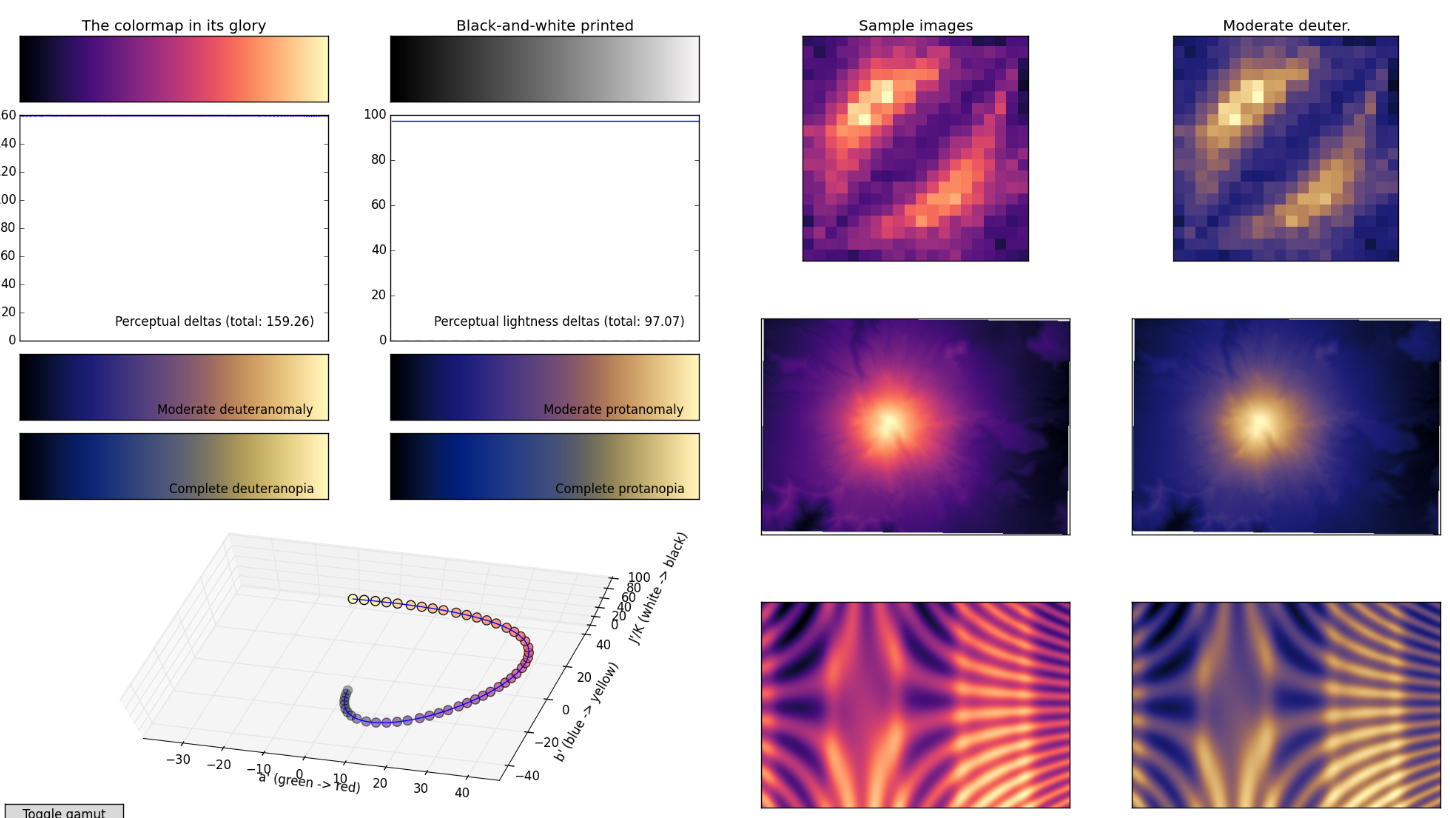 The colormap in its glory
Black-and-white printed
Sample images
Moderate deuter.
60
40
20
00
80
60
40
20
0
Perceptual deltas (total: 159.26)
100
80
60
40
20
0
Perceptual lightness deltas (total: 97.07)
Moderate deuteranomaly
Moderate protanomaly
Complete deuteranopia
Complete protanopia
100
80
60
40
20
0
J'/K (white -> black)
40
20
0
−20
−40
b' (blue -> yellow)
−30
−20
−10
0
10
20
30
40
a' (green -> red)
Toggle gamut